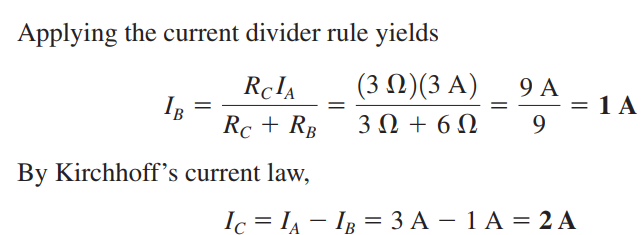 Applying the current divider rule yields
I_B = R_C I_A / (R_C + R_B) = (3 Ω)(3 A) / (3 Ω + 6 Ω) = 9 A / 9 = 1 A
By Kirchhoff’s current law,
I_C = I_A − I_B = 3 A − 1 A = 2 A